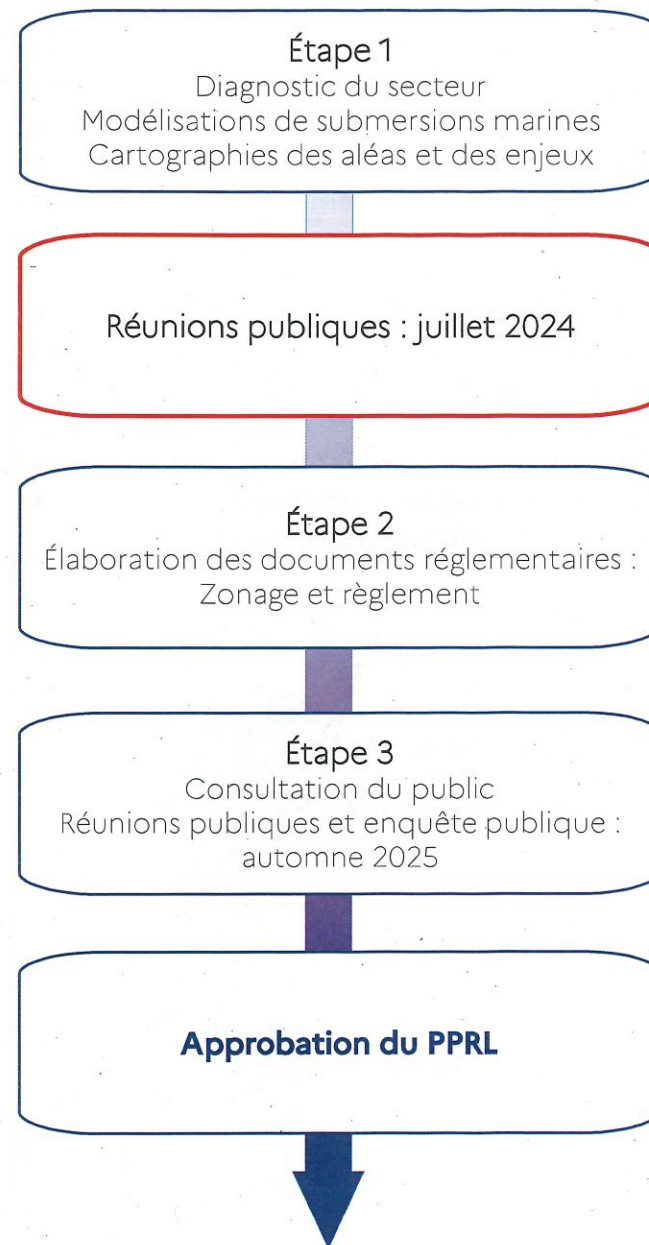 Étape 1
Diagnostic du secteur
Modélisations de submersions marines
Cartographies des aléas et des enjeux
Réunions publiques : juillet 2024
Étape 2
Élaboration des documents réglementaires :
Zonage et règlement
Étape 3
Consultation du public
Réunions publiques et enquête publique :
automne 2025
Approbation du PPRL